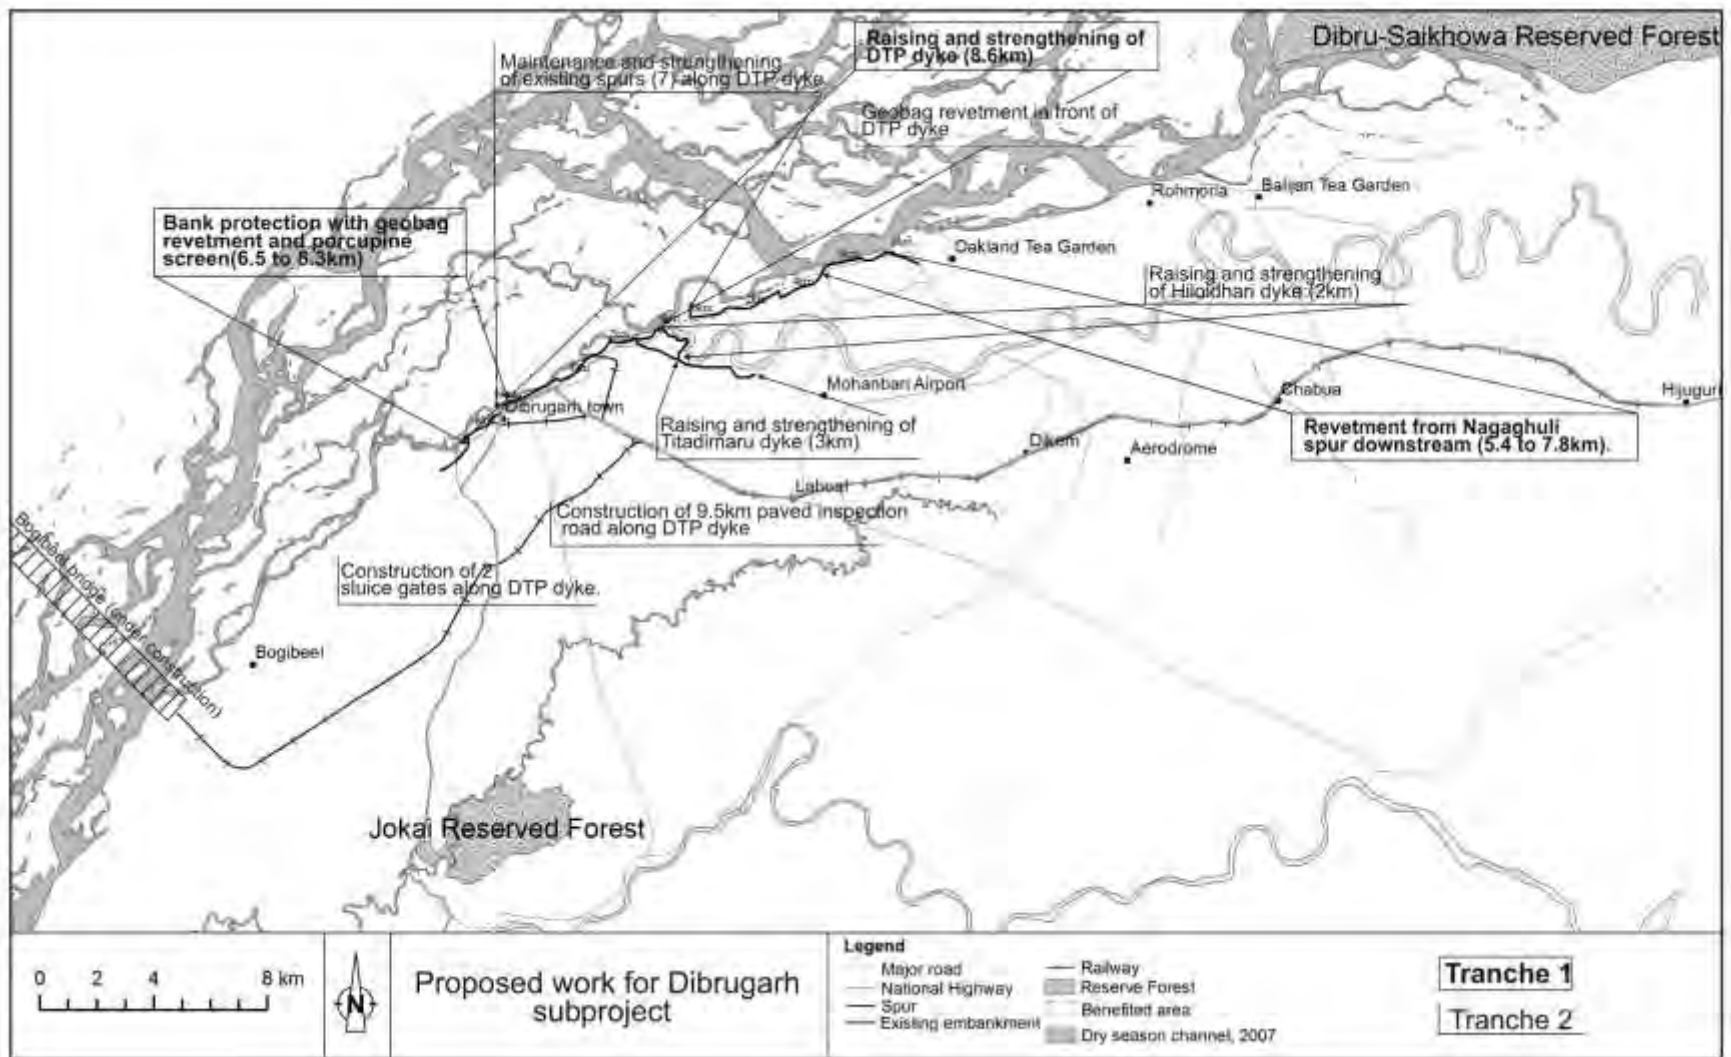 Dibru-Saikhowa Reserved Forest
Raising and strengthening of
DTP dyke (8.6km)
Maintenance and strengthening
of existing spurs (7) along DTP dyke
Geobag revetment in front of
DTP dyke
Rohmoria
Balijan Tea Garden
Bank protection with geobag
revetment and porcupine
screen(6.5 to 8.3km)
Oakland Tea Garden
Raising and strengthening
of Hiloidhari dyke (2km)
Mohanbari Airport
Chabua
Hijuguri
Dibrugarh town
Raising and strengthening of
Titadimaru dyke (3km)
Revetment from Nagaghuli
spur downstream (5.4 to 7.8km).
Dikom
Aerodrome
Lahoal
Construction of 9.5km paved inspection
road along DTP dyke
Bogibeel bridge (under construction)
Construction of 2
sluice gates along DTP dyke.
Bogibeel
Jokai Reserved Forest
0 2 4 8 km
N
Proposed work for Dibrugarh
subproject
Legend
Major road
National Highway
Spur
Existing embankment
Railway
Reserve Forest
Benefited area
Dry season channel, 2007
Tranche 1
Tranche 2